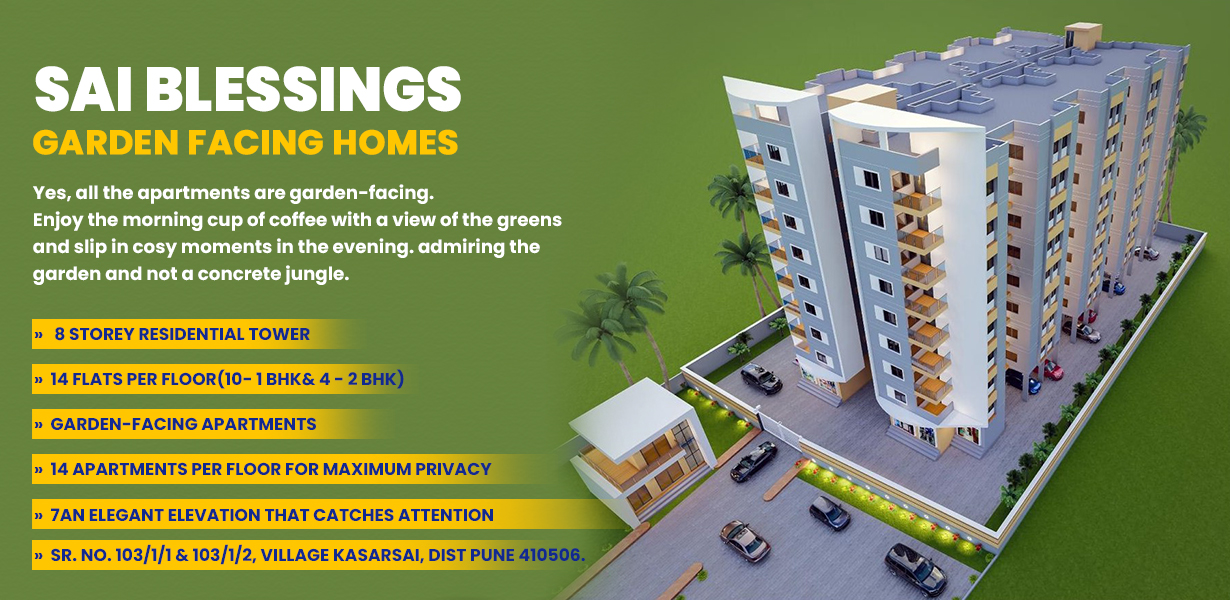 SAI BLESSINGS
GARDEN FACING HOMES
Yes, all the apartments are garden-facing.
Enjoy the morning cup of coffee with a view of the greens
and slip in cosy moments in the evening. admiring the
garden and not a concrete jungle.
» 8 STOREY RESIDENTIAL TOWER
» 14 FLATS PER FLOOR(10- 1 BHK& 4 - 2 BHK)
» GARDEN-FACING APARTMENTS
» 14 APARTMENTS PER FLOOR FOR MAXIMUM PRIVACY
» 7AN ELEGANT ELEVATION THAT CATCHES ATTENTION
» SR. NO. 103/1/1 & 103/1/2, VILLAGE KASARSAI, DIST PUNE 410506.